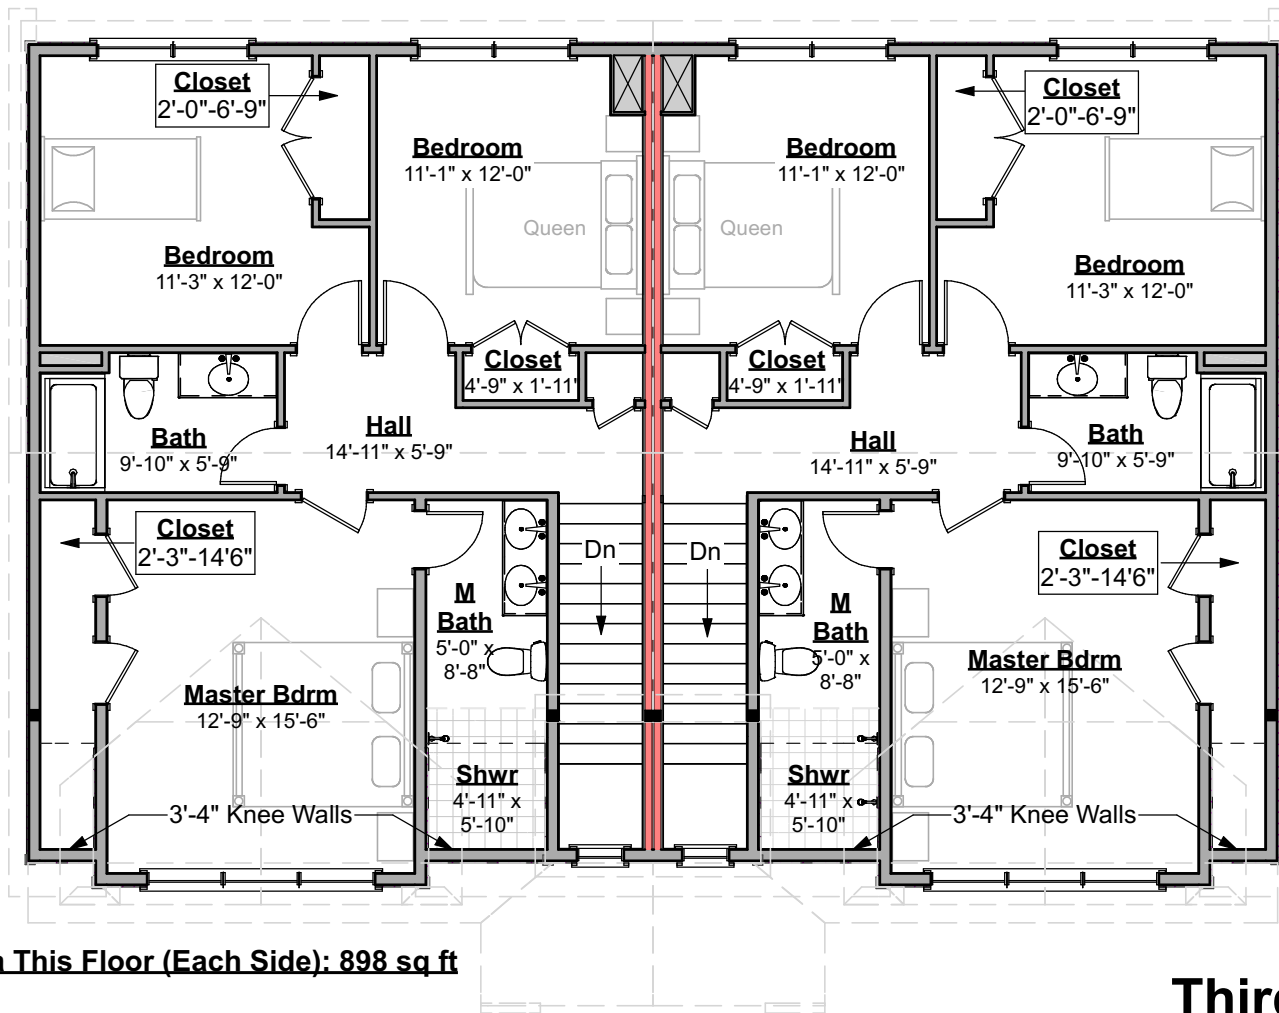 Closet
2'-0"-6'-9"
Closet
2'-0"-6'-9"
Bedroom
11'-1" x 12'-0"
Bedroom
11'-1" x 12'-0"
Queen
Queen
Bedroom
11'-3" x 12'-0"
Bedroom
11'-3" x 12'-0"
Closet
4'-9" x 1'-11'
Closet
4'-9" x 1'-11'
Bath
9'-10" x 5'-9"
Hall
14'-11" x 5'-9"
Hall
14'-11" x 5'-9"
Bath
9'-10" x 5'-9"
Closet
2'-3"-14'6"
Dn
Dn
Closet
2'-3"-14'6"
M
Bath
5'-0" x
8'-8"
M
Bath
5'-0" x
8'-8"
Master Bdrm
12'-9" x 15'-6"
Master Bdrm
12'-9" x 15'-6"
Shwr
4'-11" x
5'-10"
Shwr
4'-11" x
5'-10"
3'-4" Knee Walls
3'-4" Knee Walls
This Floor (Each Side): 898 sq ft